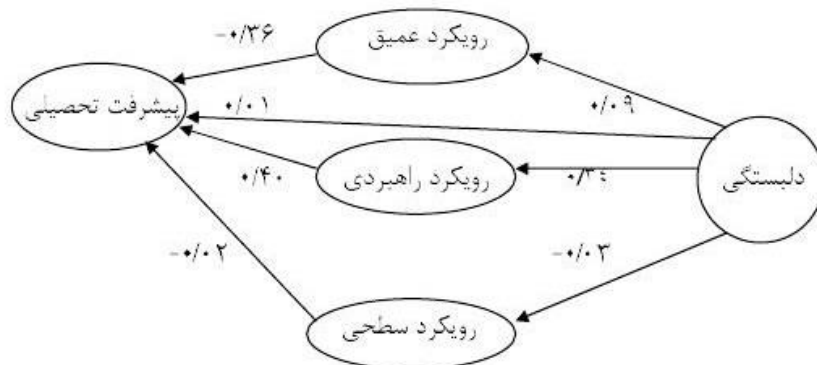 -۰/۳۶
رویکرد عمیق
پیشرفت تحصیلی
۰/۰۱
۰/۰۹
۰/۴۰
رویکرد راهبردی
۰/۳٤
دلبستگی
-۰/۰۲
-۰/۰۳
رویکرد سطحی